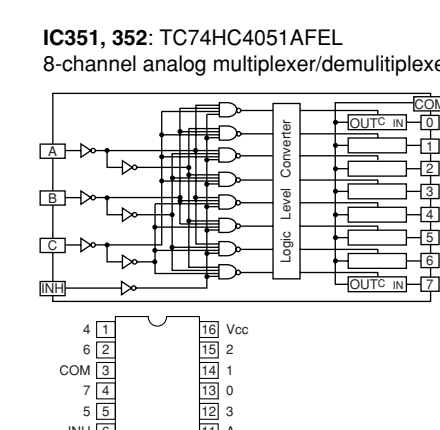 IC351, 352: TC74HC4051AFEL
8-channel analog multiplexer/demulitiplexe
COM
OUT C IN 0
A
1
2
B
3
4
C
5
6
INH
OUT C IN 7
Logic Level Converter
4 1 16 Vcc
6 2 15 2
COM 3 14 1
7 4 13 0
5 5 12 3